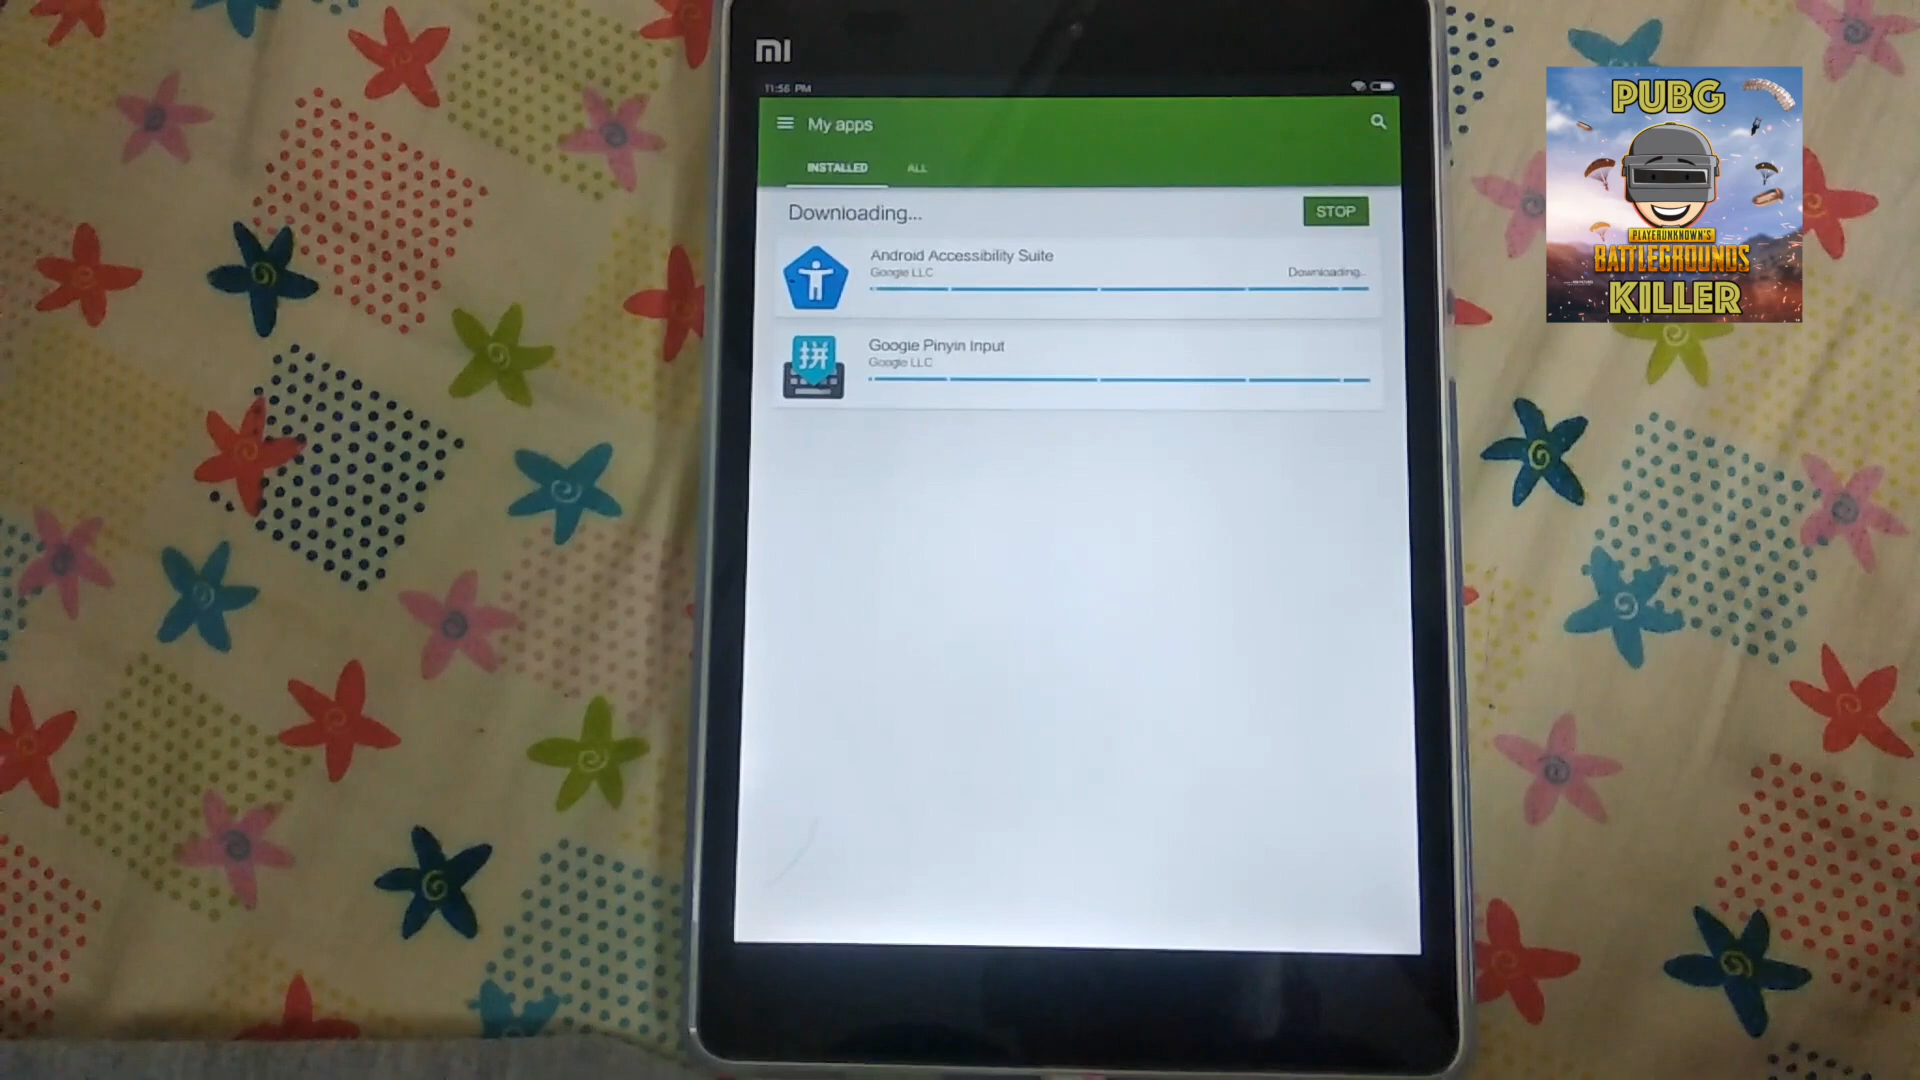 MI
11:56 PM
My apps
INSTALLED
ALL
Downloading...
STOP
Android Accessibility Suite
Google LLC
Downloading..
拼
Google Pinyin Input
Google LLC
PUBG
PLAYERUNKNOWN'S
BATTLEGROUNDS
KILLER